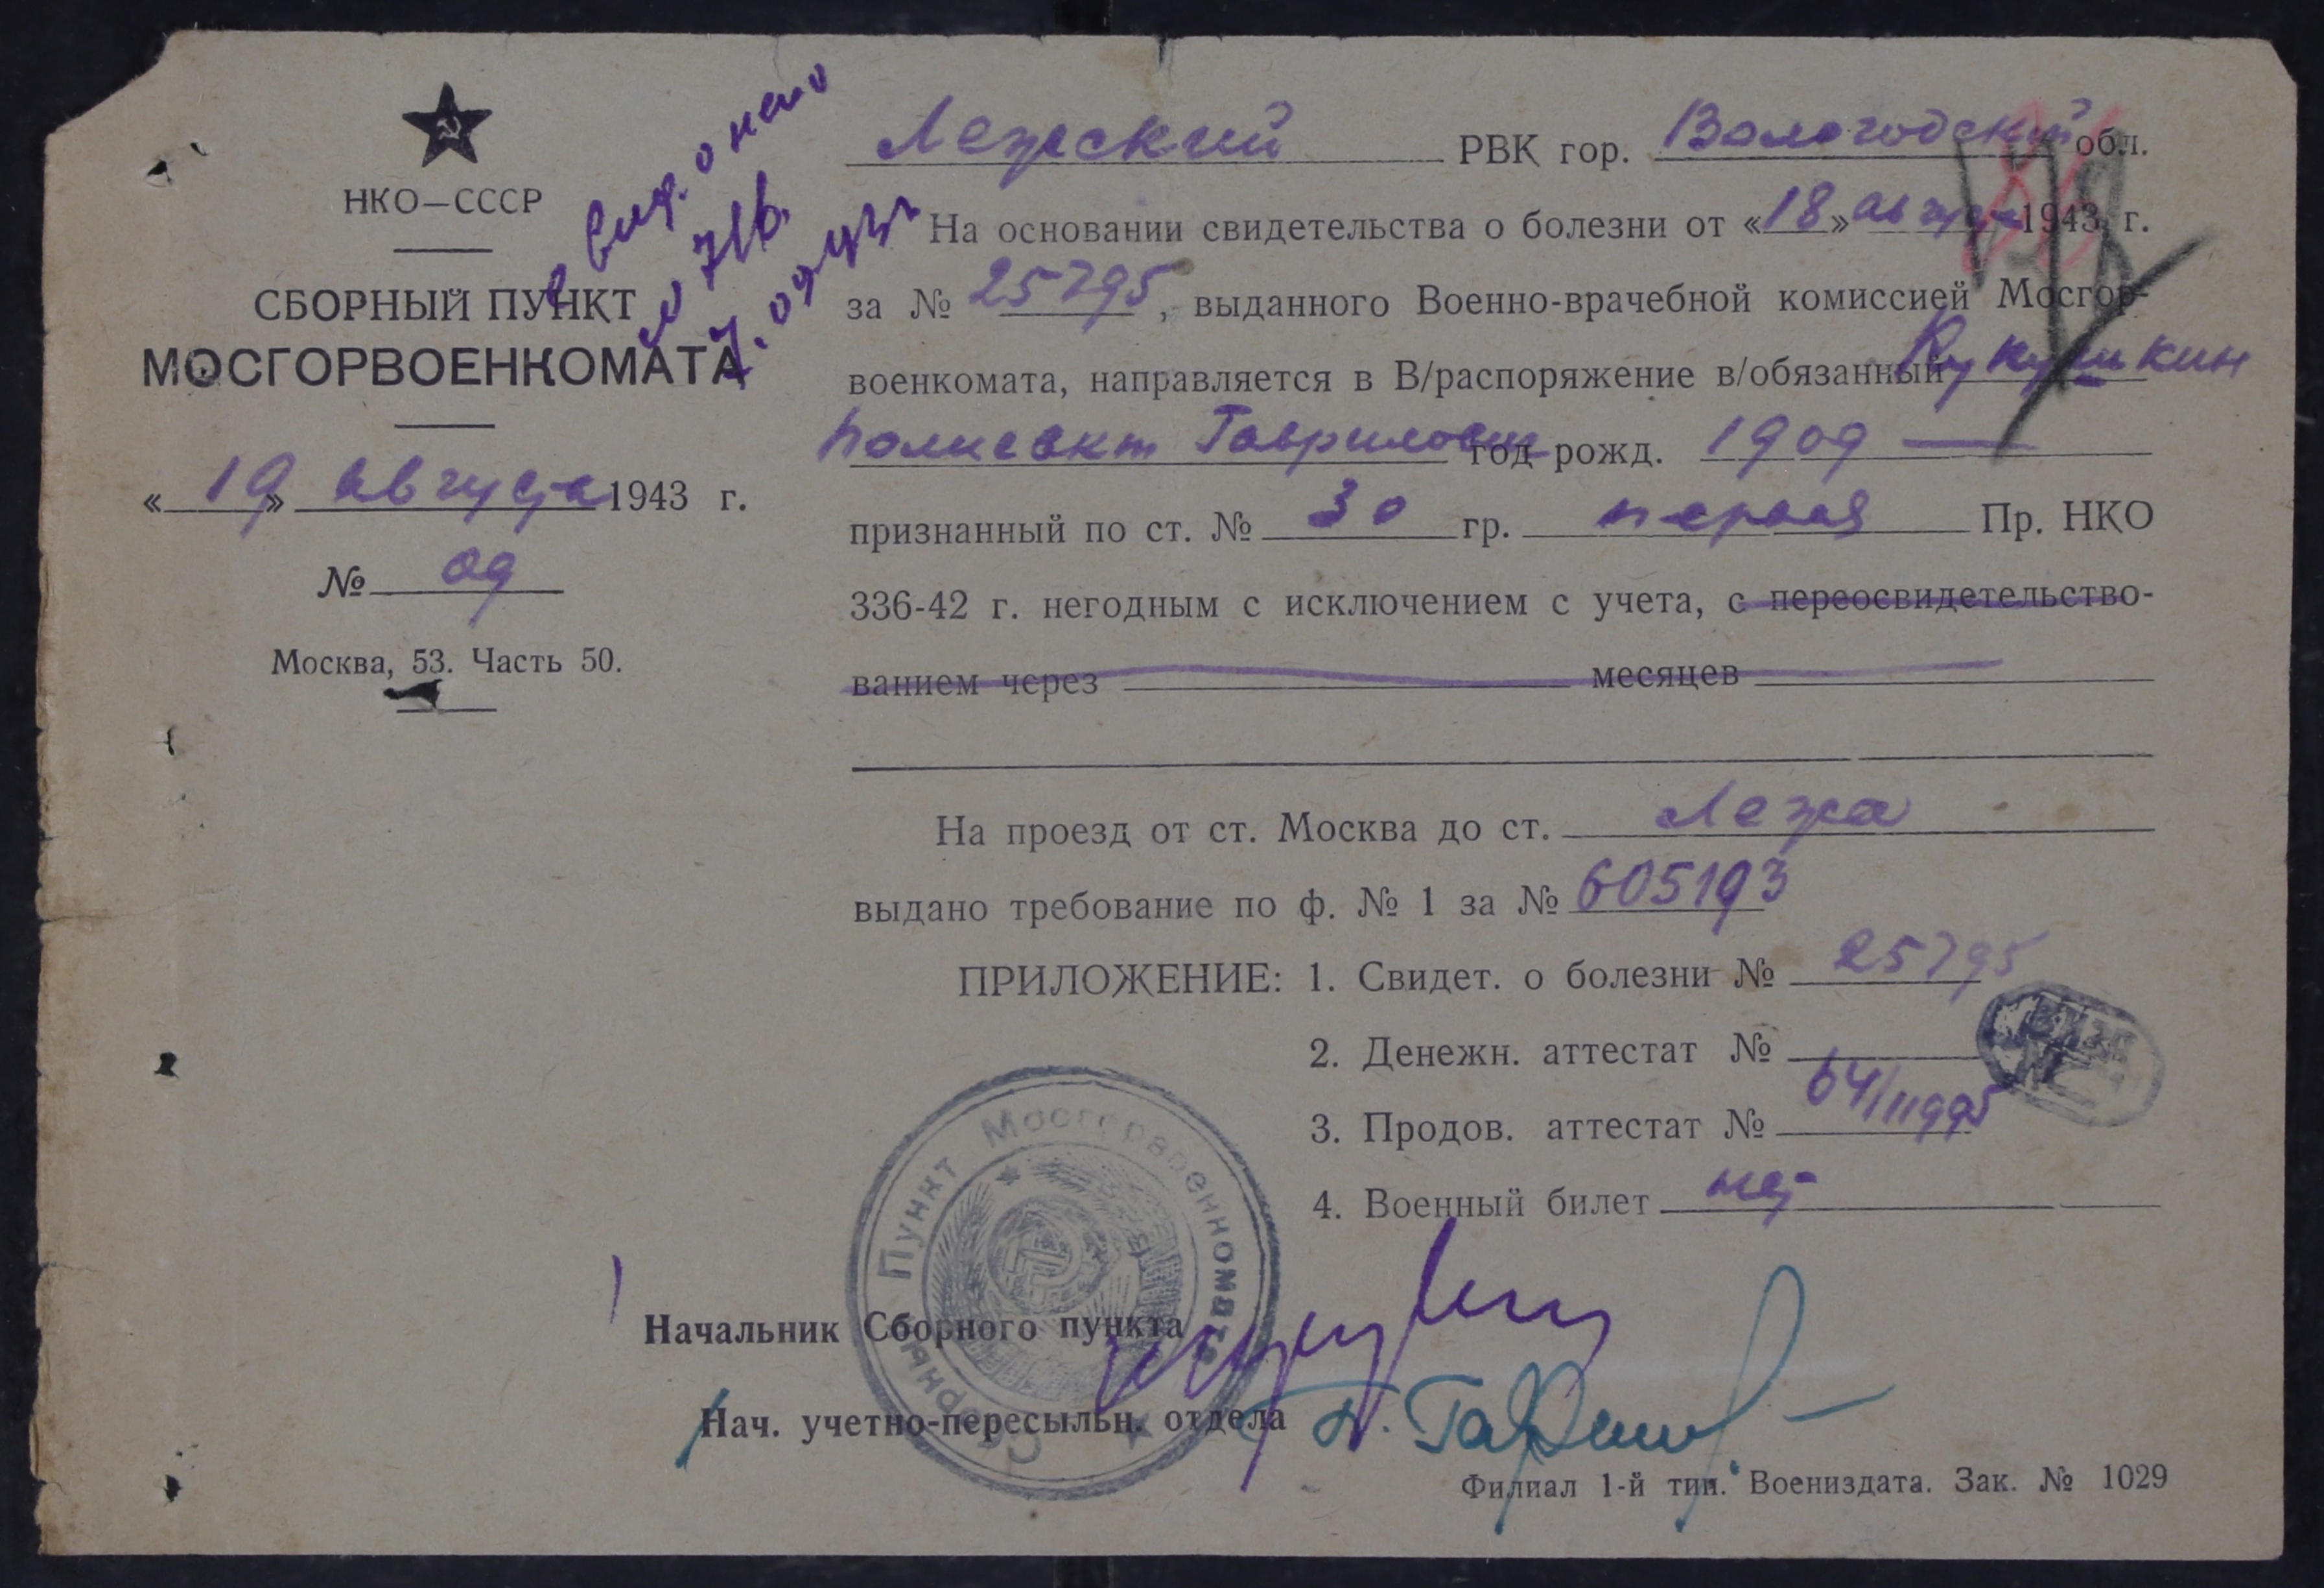 НКО—СССР
СБОРНЫЙ ПУНКТ
МОСГОРВОЕНКОМАТА
«19» августа 1943 г.
№ 09
Москва, 53. Часть 50.
Лежский РВК гор. Вологодский обл.
На основании свидетельства о болезни от «18» августа 1943 г.
за № 25795, выданного Военно-врачебной комиссией Мосгор-
военкомата, направляется в В/распоряжение в/обязанный Кукушкин
Полиевкт Гаврилович год рожд. 1909
признанный по ст. № 30 гр. первая Пр. НКО
336-42 г. негодным с исключением с учета, с переосвидетельство-
ванием через месяцев
На проезд от ст. Москва до ст. Лежа
выдано требование по ф. № 1 за № 605193
ПРИЛОЖЕНИЕ: 1. Свидет. о болезни № 25795
2. Денежн. аттестат №
3. Продов. аттестат № 64/11995
4. Военный билет нет
Сборный Пункт Мосгорвоенкомата
Начальник Сборного пункта
Нач. учетно-пересыльн. отдела
Филиал 1-й тип. Воениздата. Зак. № 1029